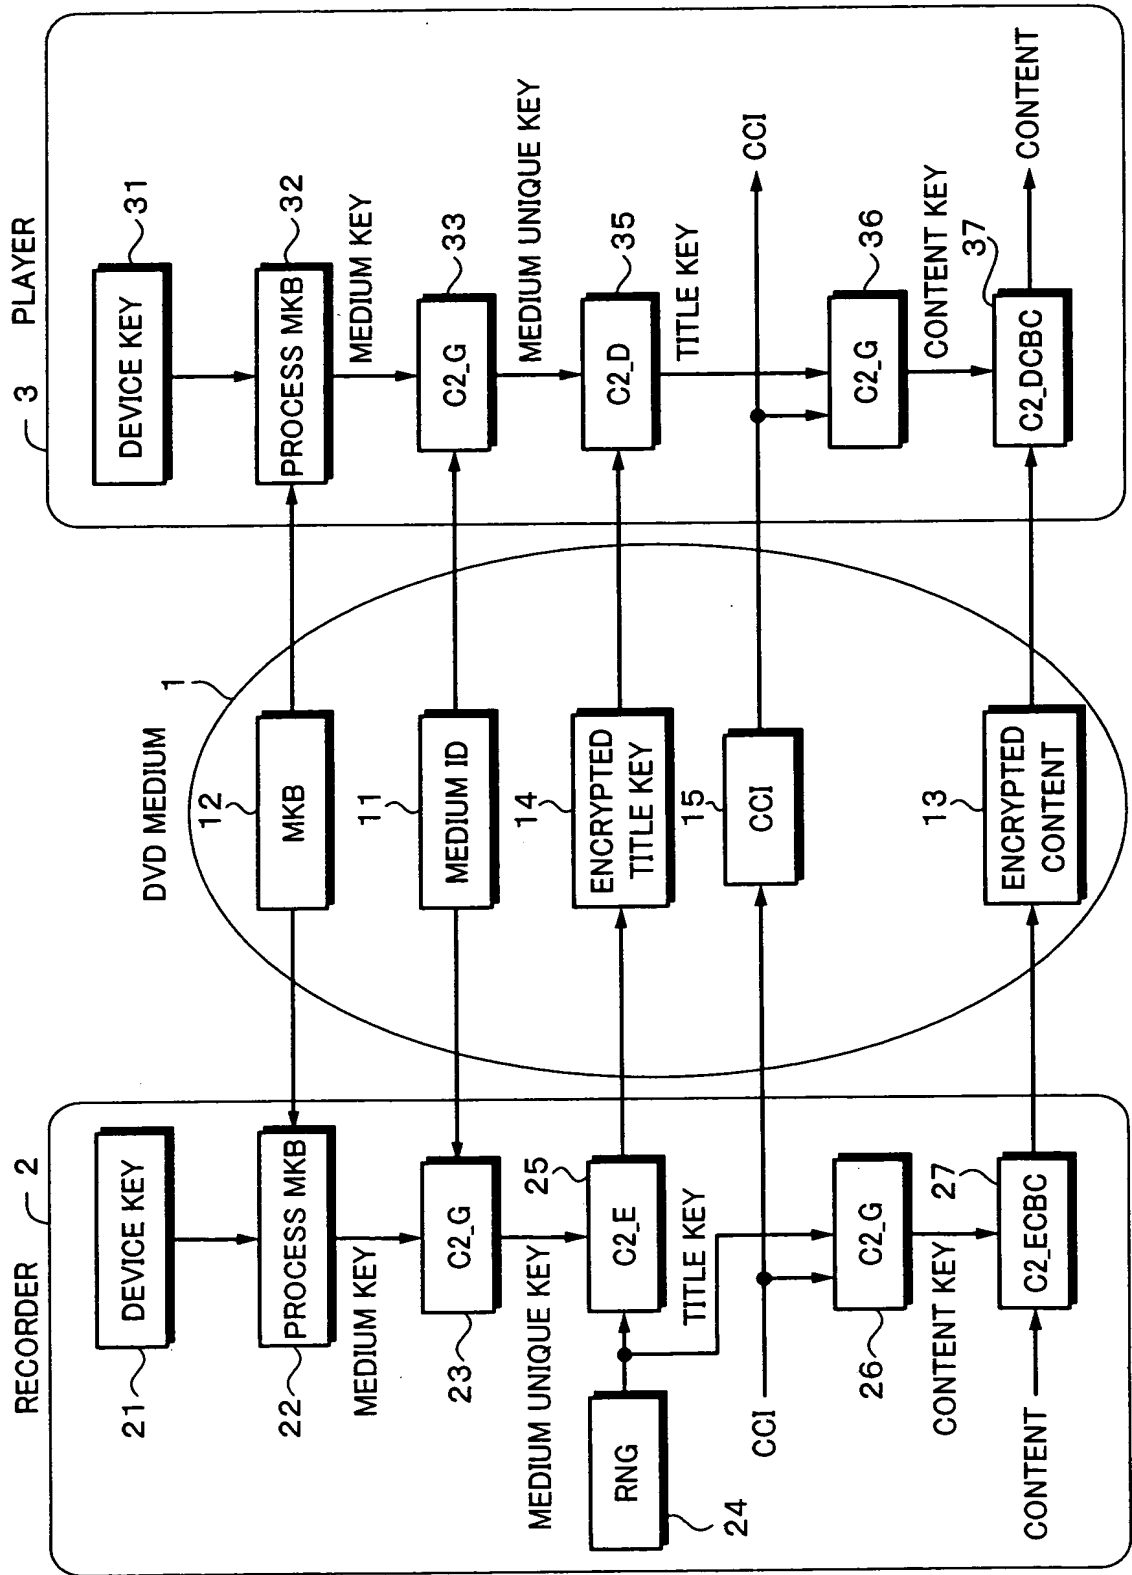 RECORDER
2
DEVICE KEY
21
PROCESS MKB
22
MEDIUM KEY
C2_G
23
MEDIUM UNIQUE KEY
C2_E
25
RNG
24
TITLE KEY
CCI
C2_G
26
CONTENT KEY
C2_ECBC
27
CONTENT
DVD MEDIUM
1
12
MKB
11
MEDIUM ID
14
ENCRYPTED
TITLE KEY
15
CCI
13
ENCRYPTED
CONTENT
3
PLAYER
DEVICE KEY
31
PROCESS MKB
32
MEDIUM KEY
C2_G
33
MEDIUM UNIQUE KEY
C2_D
35
TITLE KEY
CCI
C2_G
36
CONTENT KEY
C2_DCBC
37
CONTENT